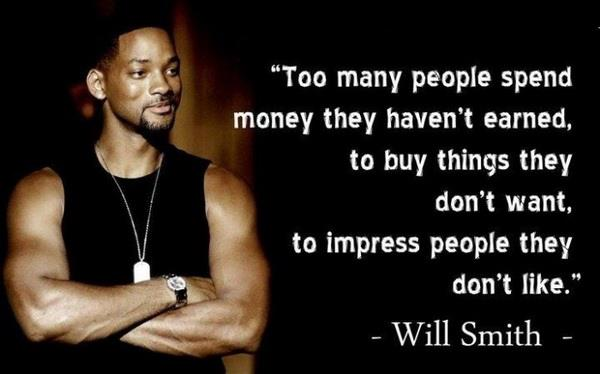 “Too many people spend
money they haven't earned,
to buy things they
don't want,
to impress people they
don't like.”
- Will Smith -